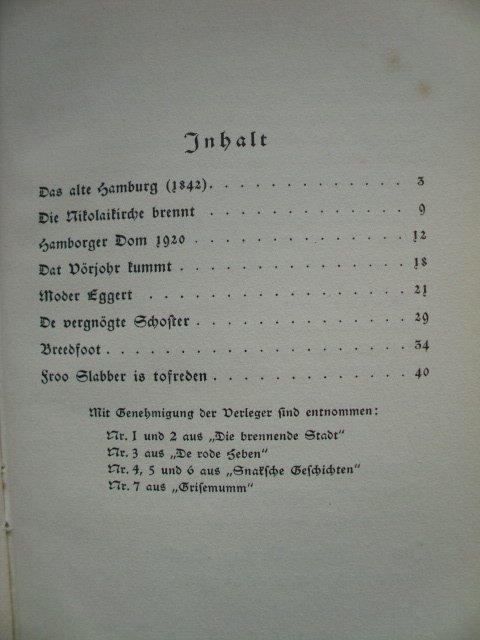 Inhalt
Das alte Hamburg (1842). . . . . . . . . . . . . . 3
Die Nikolaikirche brennt . . . . . . . . . . . . . . 9
Hamborger Dom 1920 . . . . . . . . . . . . . . 12
Dat Vörjohr kummt . . . . . . . . . . . . . . . 18
Moder Eggert . . . . . . . . . . . . . . . . . 21
De vergnögte Schoster . . . . . . . . . . . . . . 29
Breedfoot . . . . . . . . . . . . . . . . . . . 34
Froo Slabber is tofreden . . . . . . . . . . . . . 40
Mit Genehmigung der Verleger sind entnommen:
Nr. 1 und 2 aus „Die brennende Stadt“
Nr. 3 aus „De rode Heben“
Nr. 4, 5 und 6 aus „Snaksche Geschichten“
Nr. 7 aus „Grisemumm“